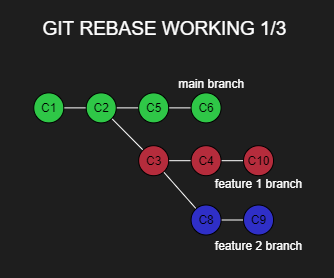 GIT REBASE WORKING 1/3
main branch
C1 C2 C5 C6
C3 C4 C10
feature 1 branch
C8 C9
feature 2 branch